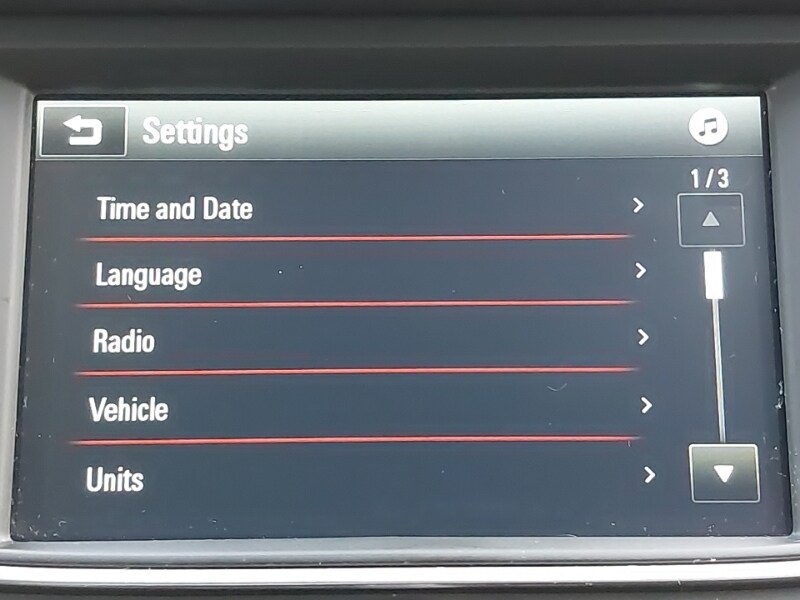 Settings
1/3
Time and Date
Language
Radio
Vehicle
Units